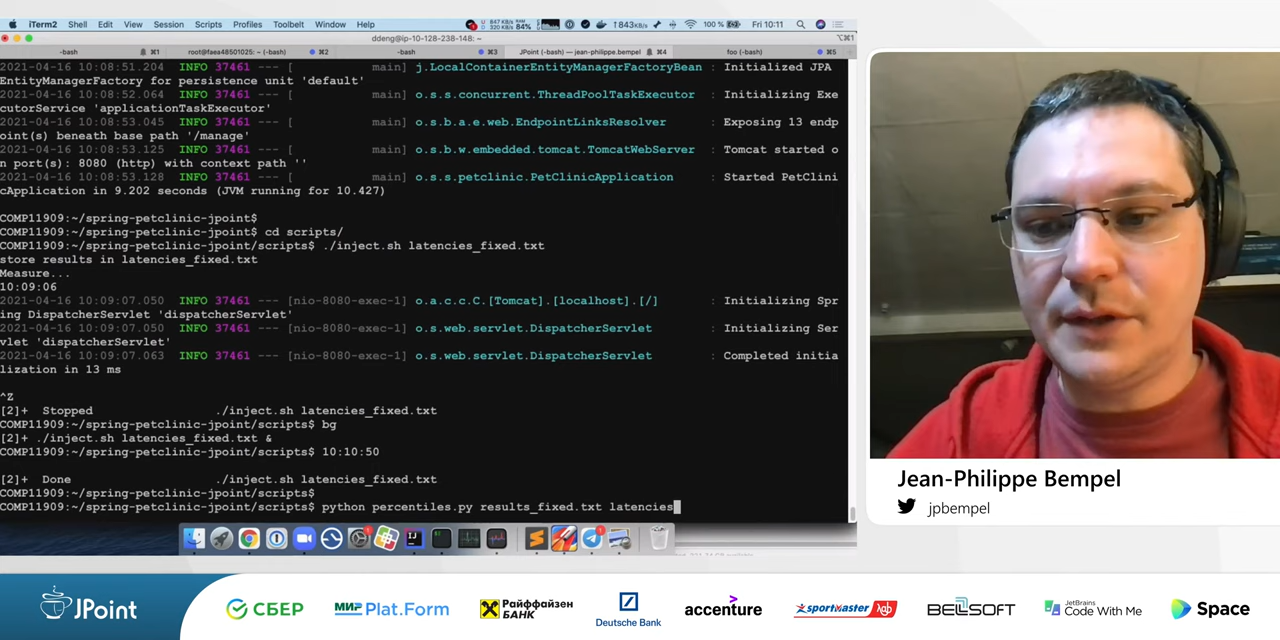 iTerm2 Shell Edit View Session Scripts Profiles Toolbelt Window Help 100 % Fri 10:11
ddeng@ip-10-128-238-148: ~ ⌥⌘1
-bash ⌘1 root@faea48501025: ~ (-bash) ⌘2 -bash ⌘3 JPoint (-bash) — jean-philippe.bempel ⌘4 foo (-bash) ⌘5
2021-04-16 10:08:51.204 INFO 37461 --- [ main] j.LocalContainerEntityManagerFactoryBean : Initialized JPA
EntityManagerFactory for persistence unit 'default'
2021-04-16 10:08:52.064 INFO 37461 --- [ main] o.s.s.concurrent.ThreadPoolTaskExecutor : Initializing Exe
cutorService 'applicationTaskExecutor'
2021-04-16 10:08:53.045 INFO 37461 --- [ main] o.s.b.a.e.web.EndpointLinksResolver : Exposing 13 endp
oint(s) beneath base path '/manage'
2021-04-16 10:08:53.125 INFO 37461 --- [ main] o.s.b.w.embedded.tomcat.TomcatWebServer : Tomcat started o
n port(s): 8080 (http) with context path ''
2021-04-16 10:08:53.128 INFO 37461 --- [ main] o.s.s.petclinic.PetClinicApplication : Started PetClini
cApplication in 9.202 seconds (JVM running for 10.427)
COMP11909:~/spring-petclinic-jpoint$
COMP11909:~/spring-petclinic-jpoint$ cd scripts/
COMP11909:~/spring-petclinic-jpoint/scripts$ ./inject.sh latencies_fixed.txt
store results in latencies_fixed.txt
Measure...
10:09:06
2021-04-16 10:09:07.050 INFO 37461 --- [nio-8080-exec-1] o.a.c.c.C.[Tomcat].[localhost].[/] : Initializing Spr
ing DispatcherServlet 'dispatcherServlet'
2021-04-16 10:09:07.050 INFO 37461 --- [nio-8080-exec-1] o.s.web.servlet.DispatcherServlet : Initializing Ser
vlet 'dispatcherServlet'
2021-04-16 10:09:07.063 INFO 37461 --- [nio-8080-exec-1] o.s.web.servlet.DispatcherServlet : Completed initia
lization in 13 ms
^Z
[2]+ Stopped ./inject.sh latencies_fixed.txt
COMP11909:~/spring-petclinic-jpoint/scripts$ bg
[2]+ ./inject.sh latencies_fixed.txt &
COMP11909:~/spring-petclinic-jpoint/scripts$ 10:10:50
[2]+ Done ./inject.sh latencies_fixed.txt
COMP11909:~/spring-petclinic-jpoint/scripts$
COMP11909:~/spring-petclinic-jpoint/scripts$ python percentiles.py results_fixed.txt latencies
Jean-Philippe Bempel
jpbempel
JPoint
СБЕР
МИР Plat.Form
Райффайзен
БАНК
Deutsche Bank
accenture
sportmaster lab
BELLSOFT
JetBrains
Code With Me
Space